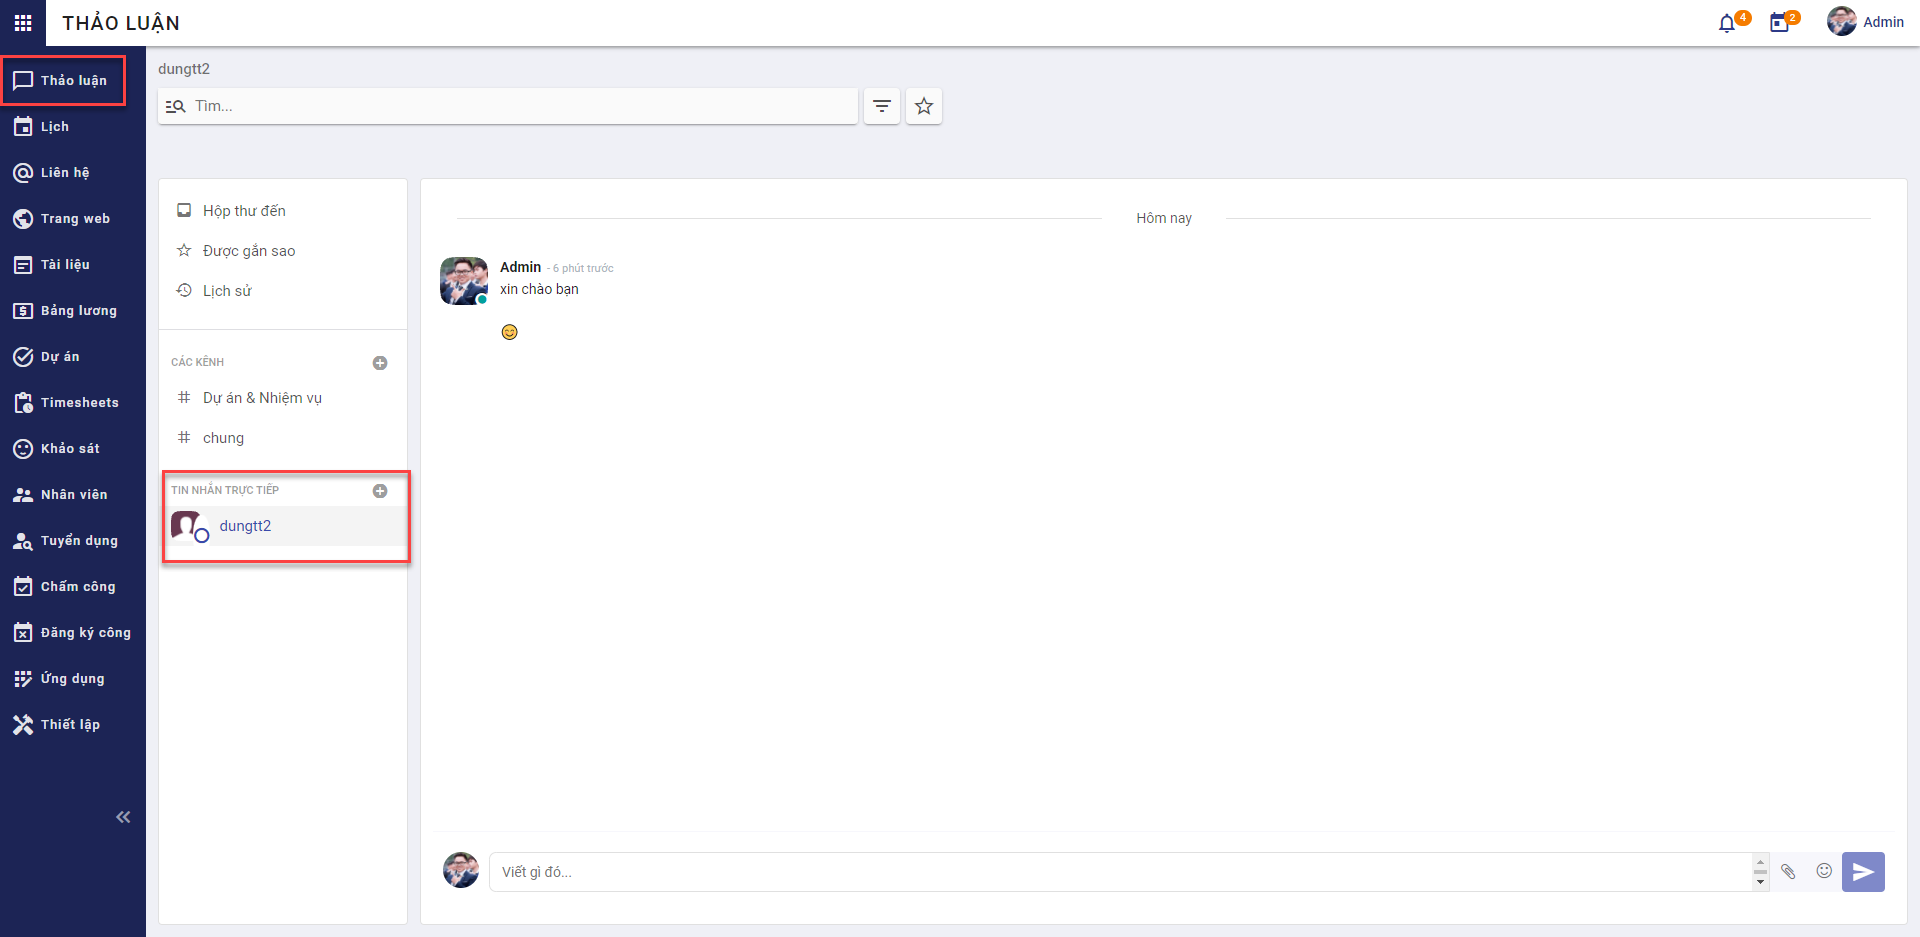 THẢO LUẬN
4
2
Admin
Thảo luận
Lịch
Liên hệ
Trang web
Tài liệu
Bảng lương
Dự án
Timesheets
Khảo sát
Nhân viên
Tuyển dụng
Chấm công
Đăng ký công
Ứng dụng
Thiết lập
dungtt2
Tìm...
Hộp thư đến
Được gắn sao
Lịch sử
CÁC KÊNH
# Dự án & Nhiệm vụ
# chung
TIN NHẮN TRỰC TIẾP
dungtt2
Hôm nay
Admin - 6 phút trước
xin chào bạn
😊
Viết gì đó...